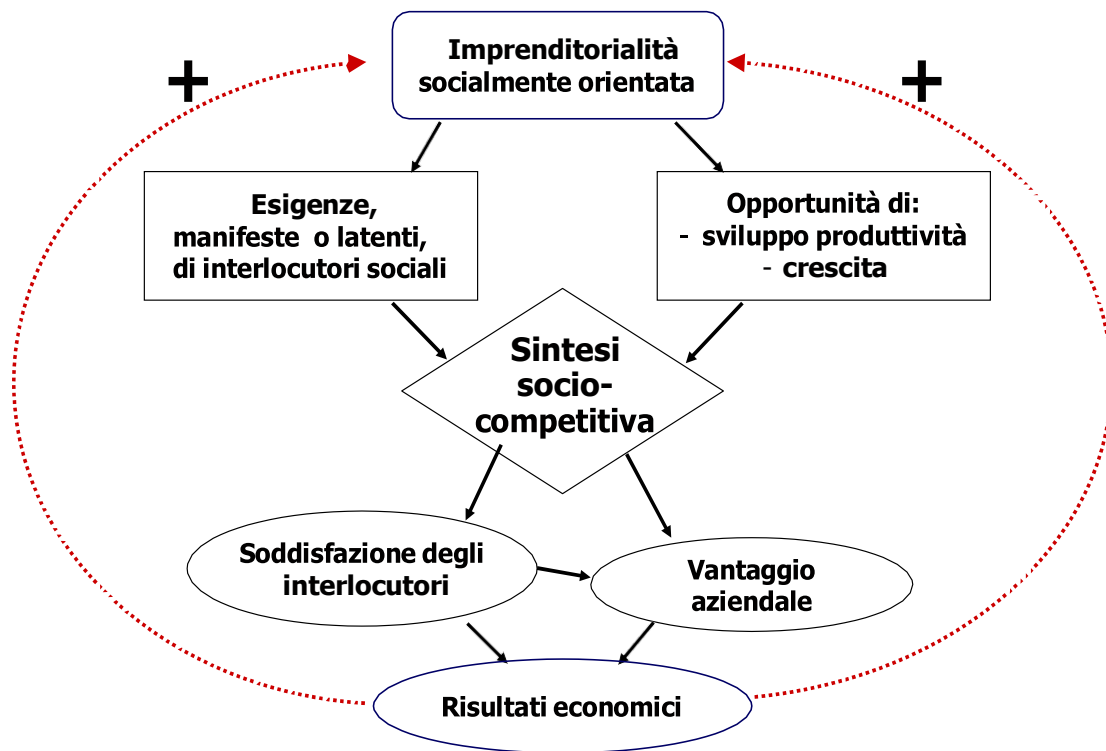 Imprenditorialità
socialmente orientata
+
+
Esigenze,
manifeste o latenti,
di interlocutori sociali
Opportunità di:
- sviluppo produttività
- crescita
Sintesi
socio-
competitiva
Soddisfazione degli
interlocutori
Vantaggio
aziendale
Risultati economici